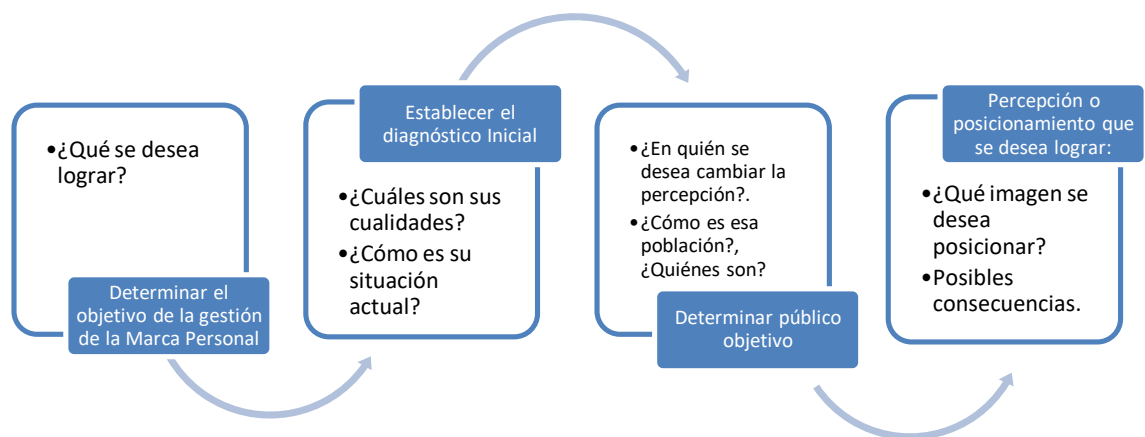 •¿Qué se desea
lograr?
Determinar el
objetivo de la gestión
de la Marca Personal
Establecer el
diagnóstico Inicial
•¿Cuáles son sus
cualidades?
•¿Cómo es su
situación
actual?
•¿En quién se
desea cambiar la
percepción?.
•¿Cómo es esa
población?,
¿Quiénes son?
Determinar público
objetivo
Percepción o
posicionamiento que
se desea lograr:
•¿Qué imagen se
desea
posicionar?
•Posibles
consecuencias.